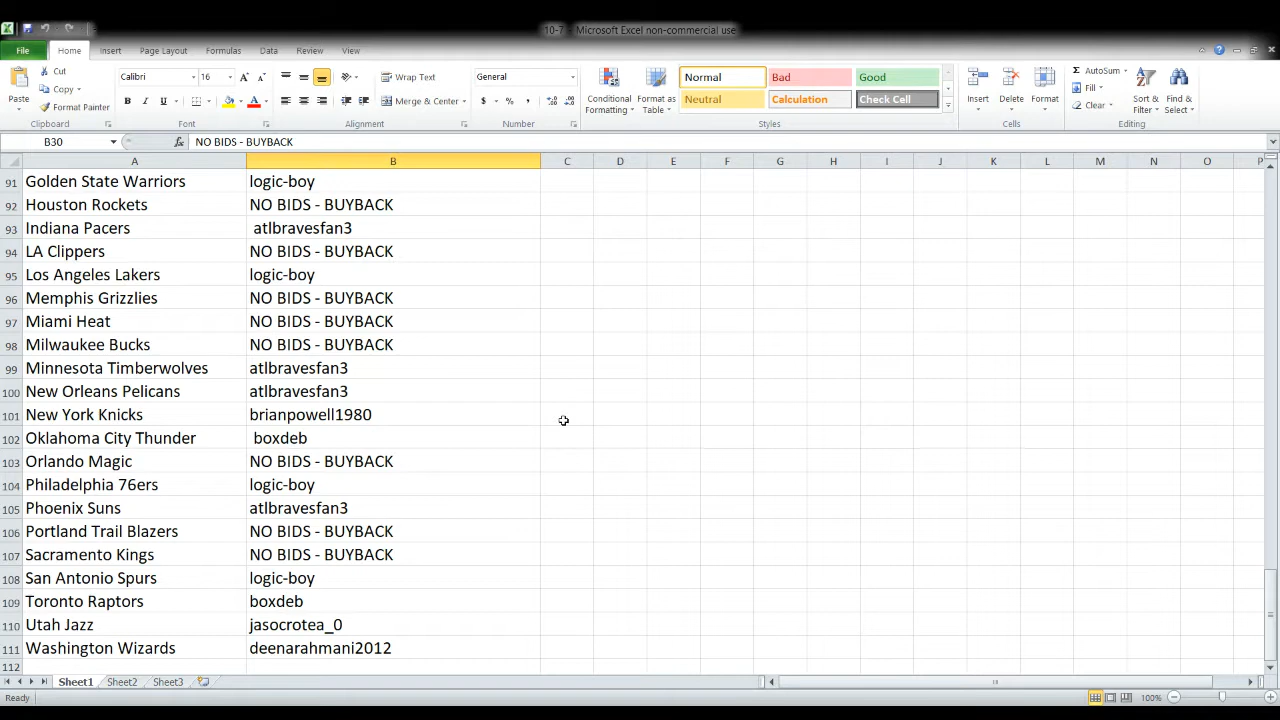 10-7 - Microsoft Excel non-commercial use
File Home Insert Page Layout Formulas Data Review View
Paste
Cut
Copy
Format Painter
Clipboard
Calibri 16
B I U
Font
Wrap Text
Merge & Center
Alignment
General
$ % ,
Number
Conditional Formatting
Format as Table
Normal Bad Good
Neutral Calculation Check Cell
Styles
Insert Delete Format
Cells
AutoSum
Fill
Clear
Sort & Filter
Find & Select
Editing
B30 fx NO BIDS - BUYBACK
A B C D E F G H I J K L M N O P
91 Golden State Warriors logic-boy
92 Houston Rockets NO BIDS - BUYBACK
93 Indiana Pacers atlbravesfan3
94 LA Clippers NO BIDS - BUYBACK
95 Los Angeles Lakers logic-boy
96 Memphis Grizzlies NO BIDS - BUYBACK
97 Miami Heat NO BIDS - BUYBACK
98 Milwaukee Bucks NO BIDS - BUYBACK
99 Minnesota Timberwolves atlbravesfan3
100 New Orleans Pelicans atlbravesfan3
101 New York Knicks brianpowell1980
102 Oklahoma City Thunder boxdeb
103 Orlando Magic NO BIDS - BUYBACK
104 Philadelphia 76ers logic-boy
105 Phoenix Suns atlbravesfan3
106 Portland Trail Blazers NO BIDS - BUYBACK
107 Sacramento Kings NO BIDS - BUYBACK
108 San Antonio Spurs logic-boy
109 Toronto Raptors boxdeb
110 Utah Jazz jasocrotea_0
111 Washington Wizards deenarahmani2012
112
Sheet1 Sheet2 Sheet3
Ready 100%